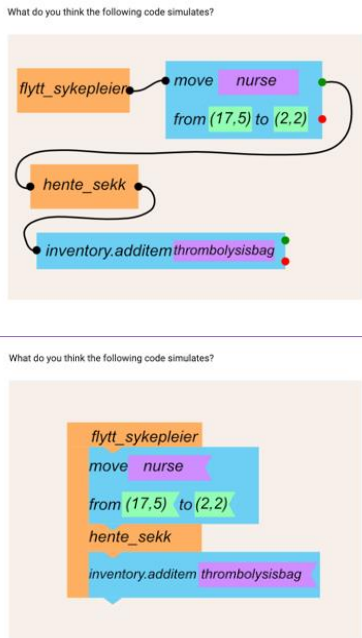 What do you think the following code simulates?
flytt_sykepleier
move nurse
from (17,5) to (2,2)
hente_sekk
inventory.additem thrombolysisbag
What do you think the following code simulates?
flytt_sykepleier
move nurse
from (17,5) to (2,2)
hente_sekk
inventory.additem thrombolysisbag